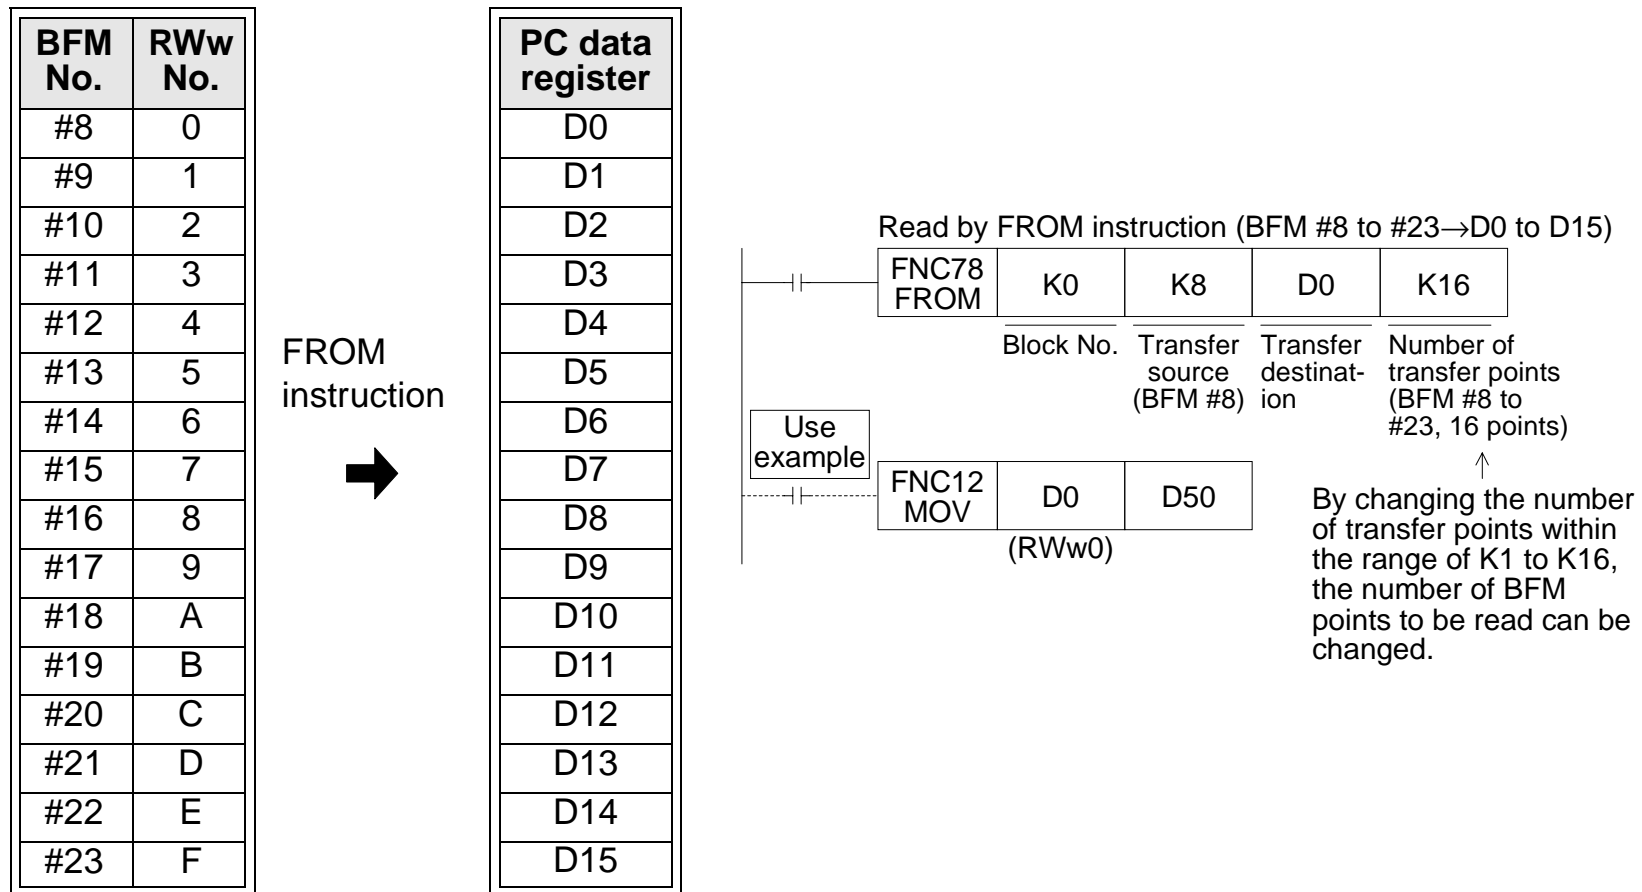 BFM No. RWw No.
#8 0
#9 1
#10 2
#11 3
#12 4
#13 5
#14 6
#15 7
#16 8
#17 9
#18 A
#19 B
#20 C
#21 D
#22 E
#23 F
FROM
instruction
PC data
register
D0
D1
D2
D3
D4
D5
D6
D7
D8
D9
D10
D11
D12
D13
D14
D15
Read by FROM instruction (BFM #8 to #23→D0 to D15)
FNC78
FROM
K0
K8
D0
K16
Block No.
Transfer
source
(BFM #8)
Transfer
destinat-
ion
Number of
transfer points
(BFM #8 to
#23, 16 points)
Use
example
FNC12
MOV
D0
D50
(RWw0)
By changing the number
of transfer points within
the range of K1 to K16,
the number of BFM
points to be read can be
changed.